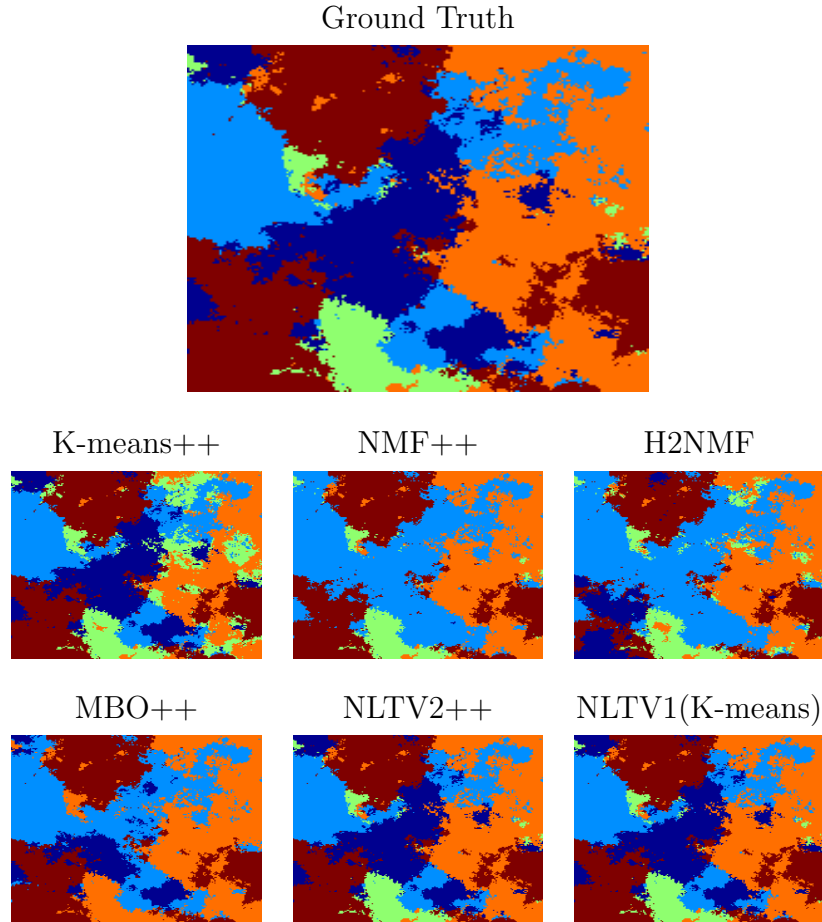 Ground Truth
K-means++
NMF++
H2NMF
MBO++
NLTV2++
NLTV1(K-means)